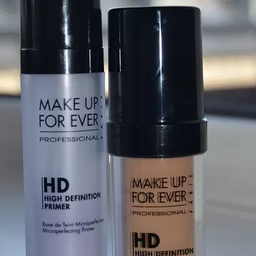 MAKE UP
FOR EVER
PROFESSIONAL
HD
HIGH DEFINITION
PRIMER
Base de Teint Microperfectrice
Microperfecting Primer
MAKE UP
FOR EVER
PROFESSIONAL
HD
HIGH DEFINITION